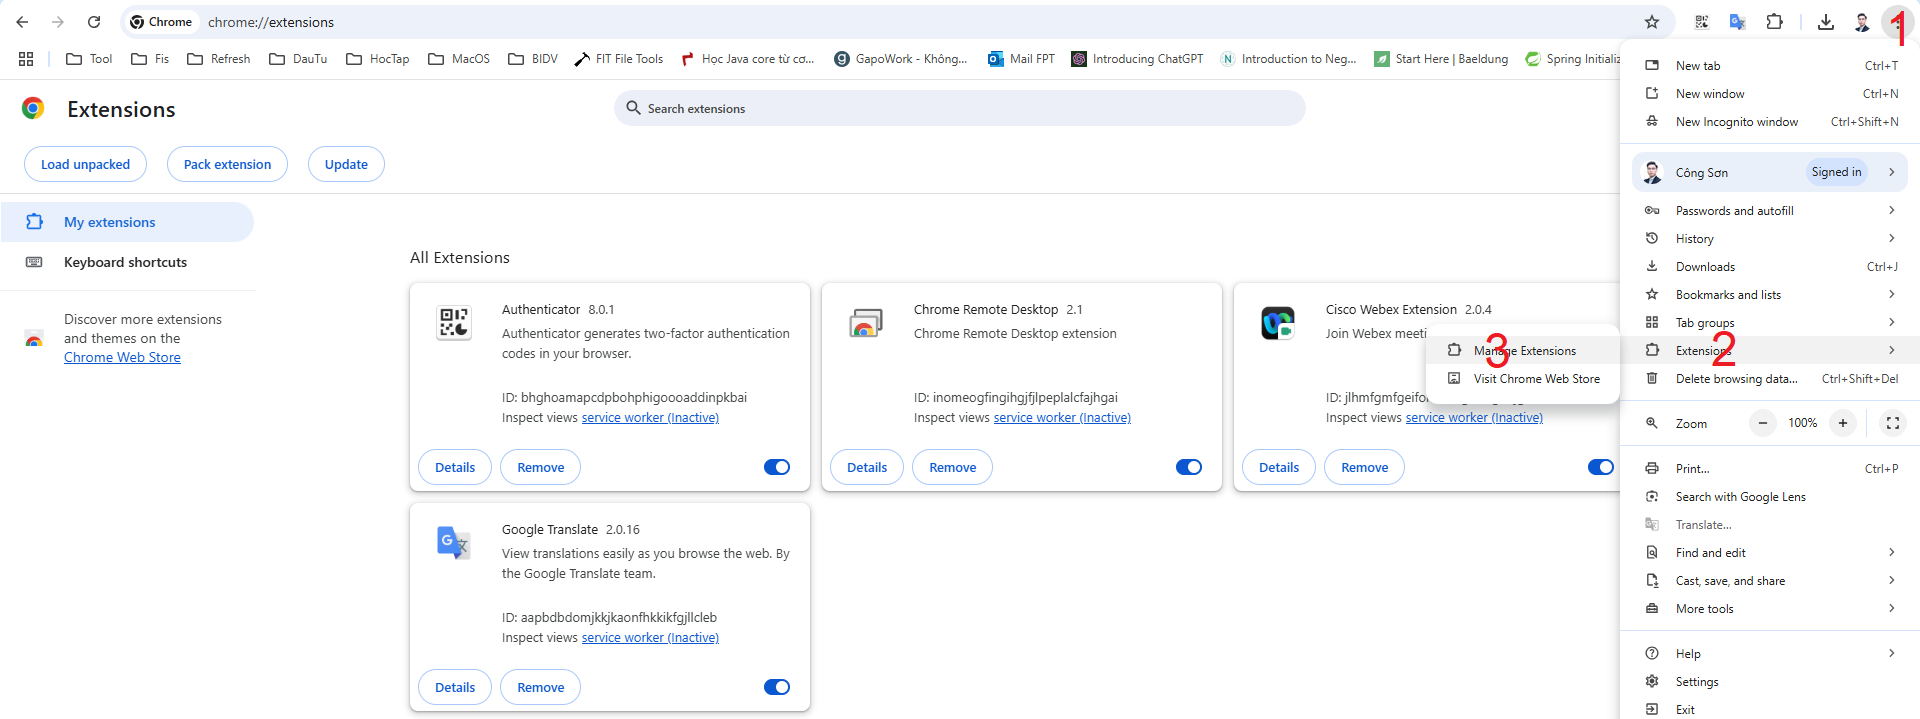 Chrome chrome://extensions 1
Tool Fis Refresh DauTu HocTap MacOS BIDV FIT File Tools Học Java core từ cơ... GapoWork - Không... Mail FPT Introducing ChatGPT Introduction to Neg... Start Here | Baeldung Spring Initializ
Extensions
Search extensions
Load unpacked Pack extension Update
My extensions
Keyboard shortcuts
Discover more extensions
and themes on the
Chrome Web Store
All Extensions
Authenticator 8.0.1
Authenticator generates two-factor authentication
codes in your browser.
ID: bhghoamapcdpbohphigoooaddinpkbai
Inspect views service worker (Inactive)
Details Remove
Chrome Remote Desktop 2.1
Chrome Remote Desktop extension
ID: inomeogfingihgjfjlpeplalcfajhgai
Inspect views service worker (Inactive)
Details Remove
Cisco Webex Extension 2.0.4
Join Webex meeti
Inspect views service worker (Inactive)
Details Remove
Google Translate 2.0.16
View translations easily as you browse the web. By
the Google Translate team.
ID: aapbdbdomjkkjkaonfhkkikfgjllcleb
Inspect views service worker (Inactive)
Details Remove
3
Manage Extensions
Visit Chrome Web Store
New tab Ctrl+T
New window Ctrl+N
New Incognito window Ctrl+Shift+N
Công Sơn Signed in
Passwords and autofill
History
Downloads Ctrl+J
Bookmarks and lists
Tab groups
Extensions 2
Delete browsing data... Ctrl+Shift+Del
Zoom − 100% +
Print... Ctrl+P
Search with Google Lens
Translate...
Find and edit
Cast, save, and share
More tools
Help
Settings
Exit